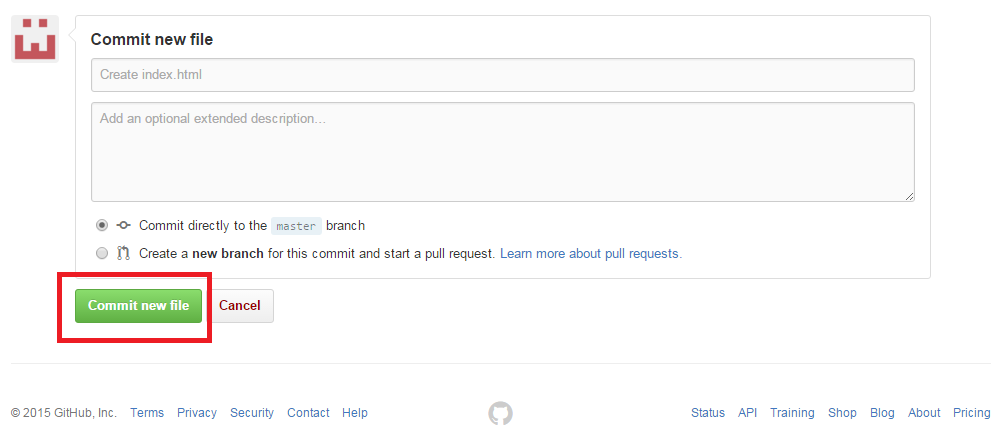 Commit new file
Create index.html
Add an optional extended description...
Commit directly to the master branch
Create a new branch for this commit and start a pull request. Learn more about pull requests.
Commit new file Cancel
© 2015 GitHub, Inc. Terms Privacy Security Contact Help Status API Training Shop Blog About Pricing